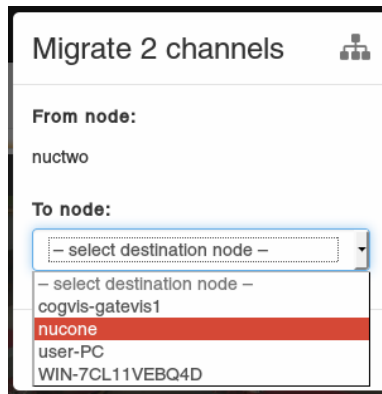 Migrate 2 channels
From node:
nuctwo
To node:
– select destination node –
– select destination node –
cogvis-gatevis1
nucone
user-PC
WIN-7CL11VEBQ4D